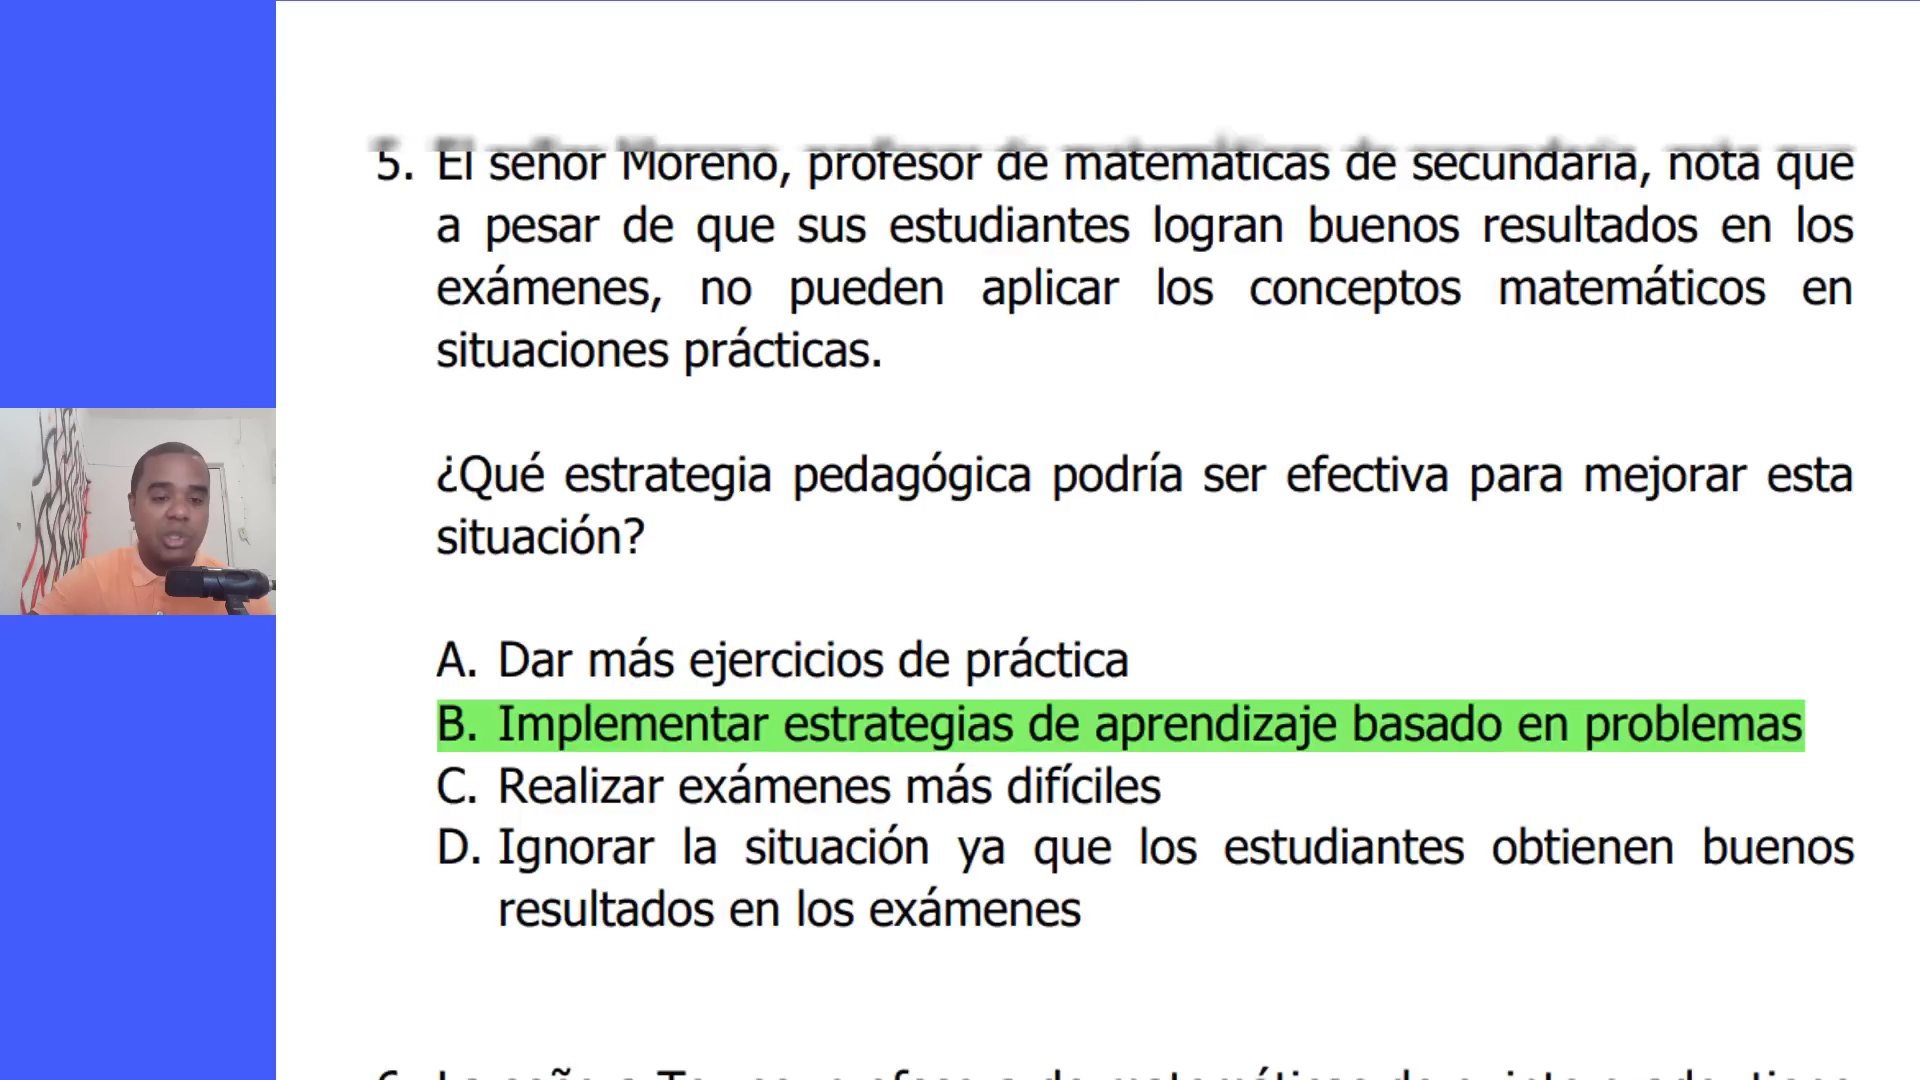 5. El señor Moreno, profesor de matemáticas de secundaria, nota que
a pesar de que sus estudiantes logran buenos resultados en los
exámenes, no pueden aplicar los conceptos matemáticos en
situaciones prácticas.
¿Qué estrategia pedagógica podría ser efectiva para mejorar esta
situación?
A. Dar más ejercicios de práctica
B. Implementar estrategias de aprendizaje basado en problemas
C. Realizar exámenes más difíciles
D. Ignorar la situación ya que los estudiantes obtienen buenos
resultados en los exámenes